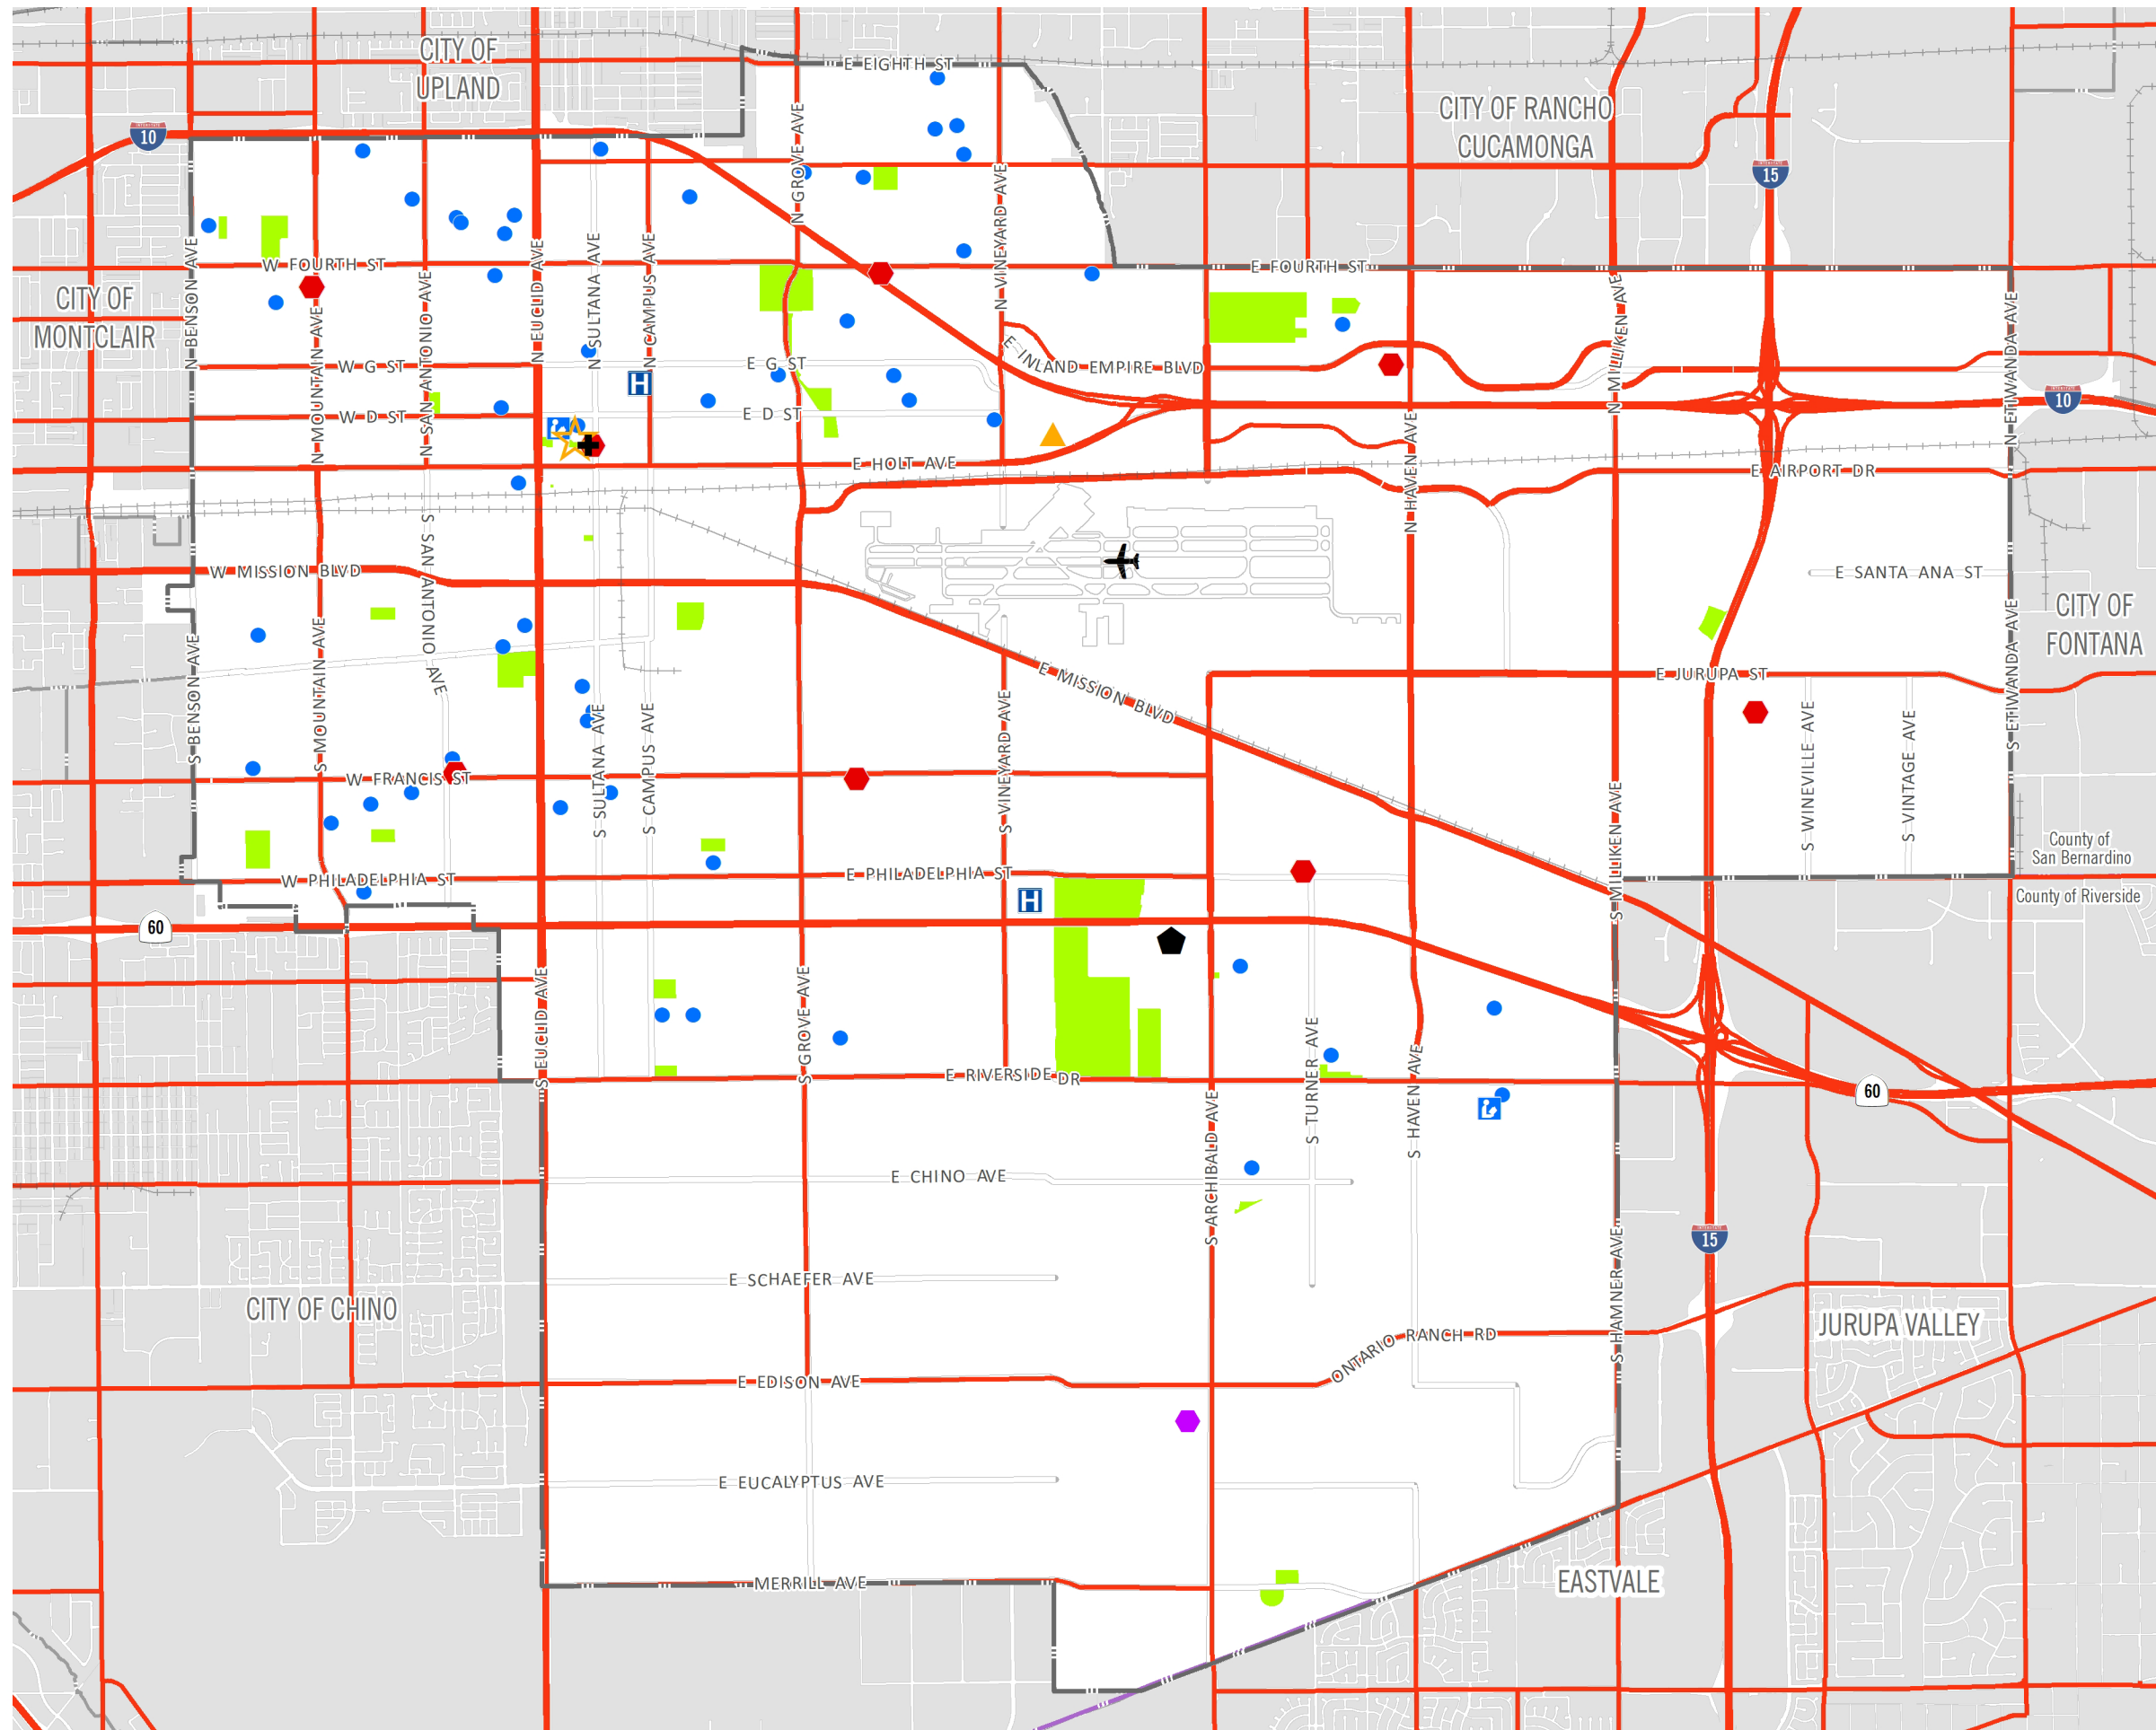 CITY OF
UPLAND
E EIGHTH ST
CITY OF RANCHO
CUCAMONGA
10
15
N GROVE AVE
N VINEYARD AVE
N BENSON AVE
W FOURTH ST
N EUCLID AVE
N SULTANA AVE
N CAMPUS AVE
E FOURTH ST
CITY OF
MONTCLAIR
N MOUNTAIN AVE
N SAN ANTONIO AVE
N MILLIKEN AVE
N ETIWANDA AVE
W G ST
E G ST
E INLAND EMPIRE BLVD
H
10
W D ST
E D ST
N HAVEN AVE
E HOLT AVE
E AIRPORT DR
S SAN ANTONIO AVE
W MISSION BLVD
E SANTA ANA ST
CITY OF
FONTANA
S BENSON AVE
S MOUNTAIN AVE
E MISSION BLVD
E JURUPA ST
S ETIWANDA AVE
S SULTANA AVE
S CAMPUS AVE
S VINEYARD AVE
S WINEVILLE AVE
S VINTAGE AVE
W FRANCIS ST
S MILLIKEN AVE
County of
San Bernardino
W PHILADELPHIA ST
E PHILADELPHIA ST
County of Riverside
H
60
S EUCLID AVE
S GROVE AVE
S TURNER AVE
S HAVEN AVE
E RIVERSIDE DR
60
S ARCHIBALD AVE
E CHINO AVE
15
S HAMNER AVE
E SCHAEFER AVE
CITY OF CHINO
JURUPA VALLEY
ONTARIO RANCH RD
E EDISON AVE
E EUCALYPTUS AVE
MERRILL AVE
EASTVALE